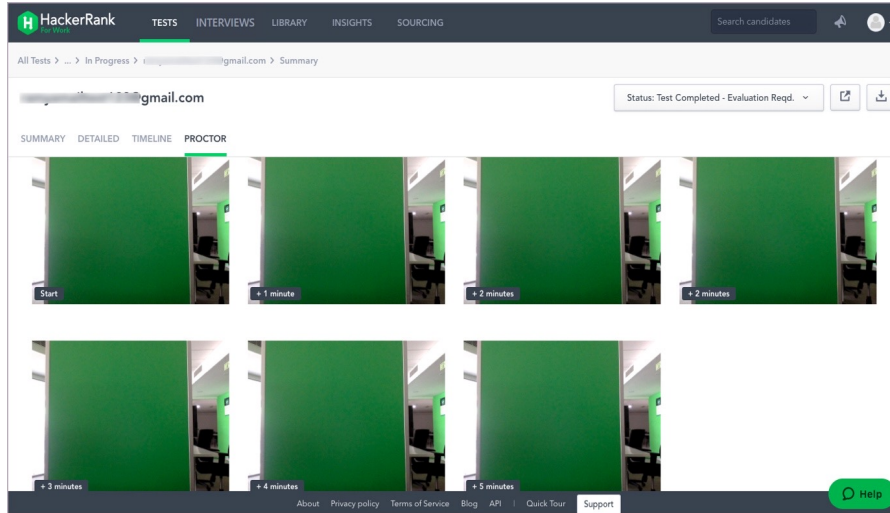 HackerRank
For Work
TESTS INTERVIEWS LIBRARY INSIGHTS SOURCING Search candidates
All Tests > ... > In Progress > gmail.com > Summary
gmail.com Status: Test Completed - Evaluation Reqd.
SUMMARY DETAILED TIMELINE PROCTOR
Start + 1 minute + 2 minutes + 2 minutes
+ 3 minutes + 4 minutes + 5 minutes
About Privacy policy Terms of Service Blog API | Quick Tour Support
Help